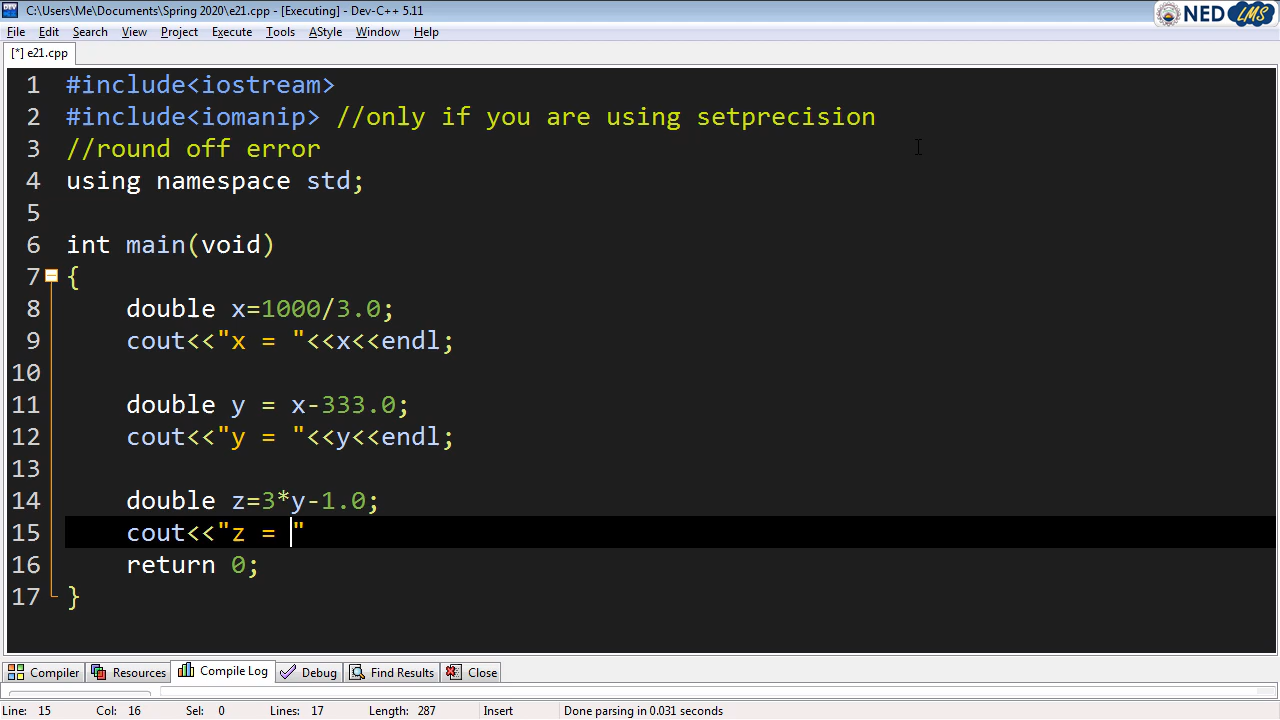 C:\Users\Me\Documents\Spring 2020\e21.cpp - [Executing] - Dev-C++ 5.11
NED LMS
File Edit Search View Project Execute Tools AStyle Window Help
[*] e21.cpp
1 #include<iostream>
2 #include<iomanip> //only if you are using setprecision
3 //round off error
4 using namespace std;
5
6 int main(void)
7 {
8 double x=1000/3.0;
9 cout<<"x = "<<x<<endl;
10
11 double y = x-333.0;
12 cout<<"y = "<<y<<endl;
13
14 double z=3*y-1.0;
15 cout<<"z = "
16 return 0;
17 }
Compiler Resources Compile Log Debug Find Results Close
Line: 15 Col: 16 Sel: 0 Lines: 17 Length: 287 Insert Done parsing in 0.031 seconds